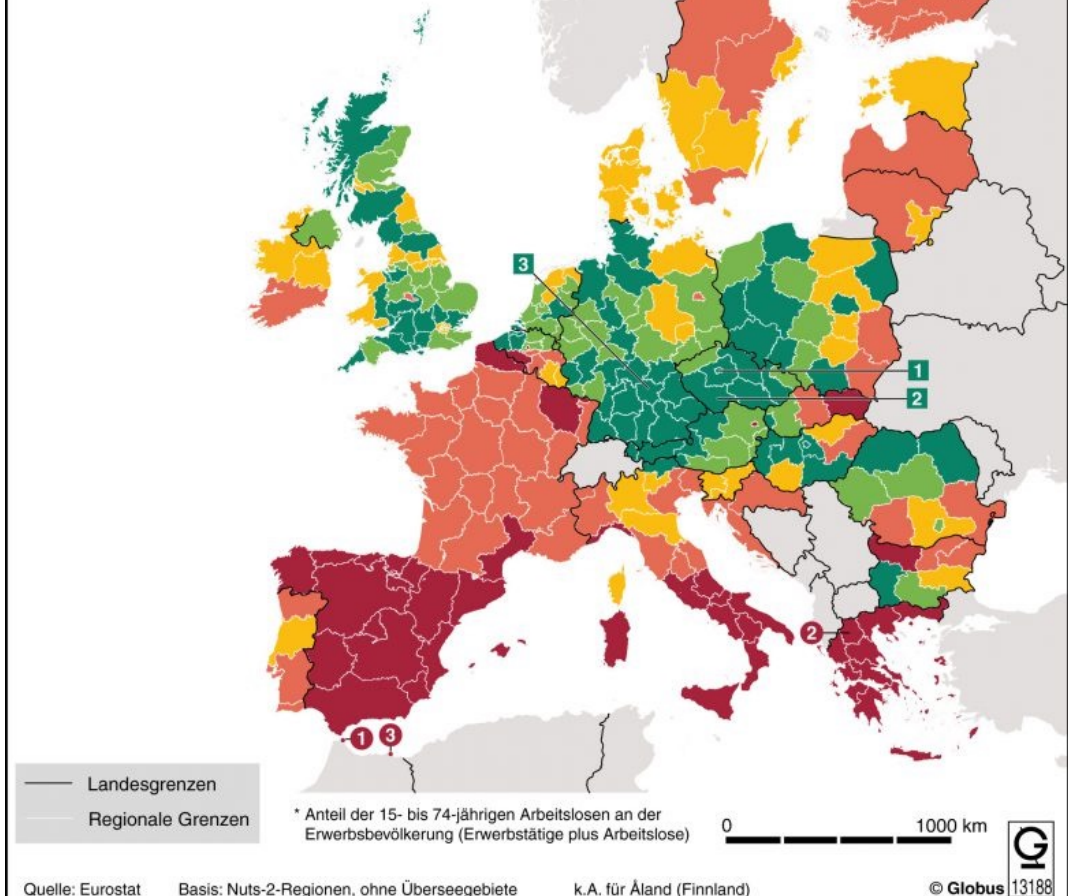 3
1
2
2
1
3
Landesgrenzen
Regionale Grenzen
* Anteil der 15- bis 74-jährigen Arbeitslosen an der
Erwerbsbevölkerung (Erwerbstätige plus Arbeitslose)
0 1000 km
G
Quelle: Eurostat Basis: Nuts-2-Regionen, ohne Überseegebiete k.A. für Åland (Finnland) © Globus 13188